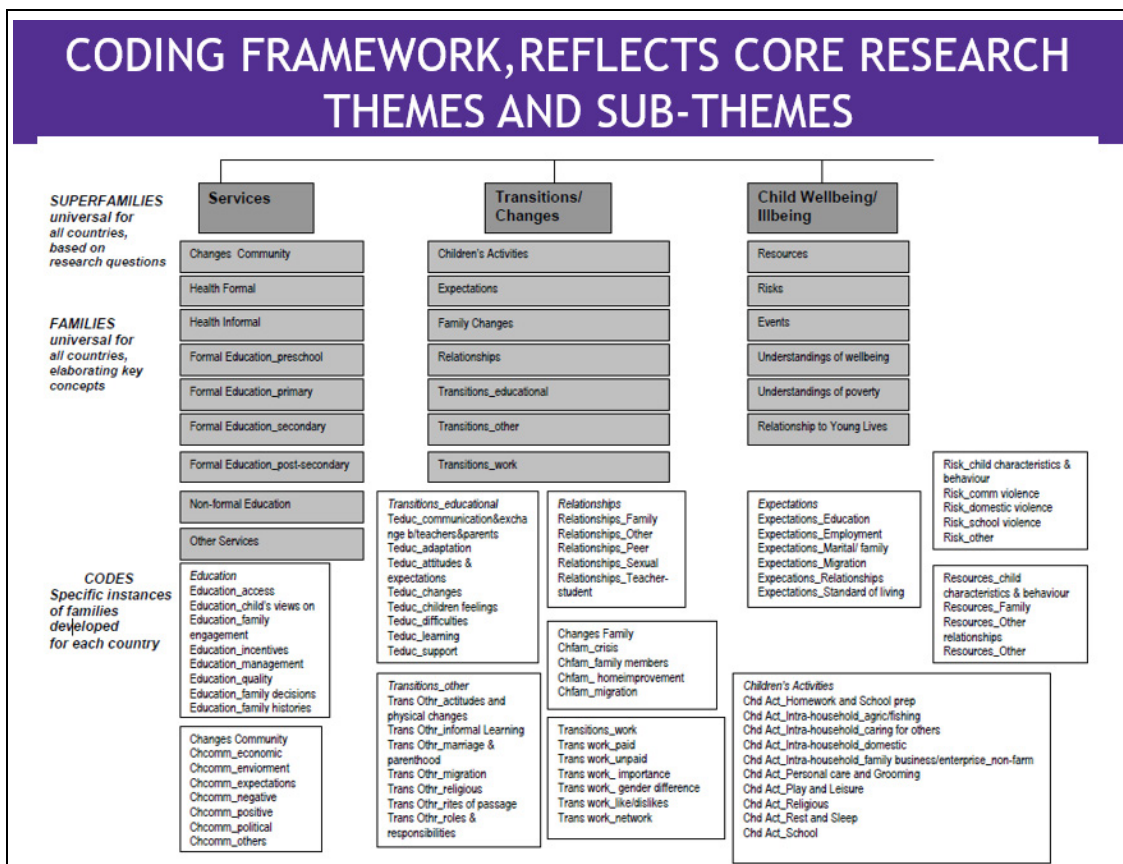 CODING FRAMEWORK,REFLECTS CORE RESEARCH
THEMES AND SUB-THEMES
SUPERFAMILIES
universal for
all countries,
based on
research questions
FAMILIES
universal for
all countries,
elaborating key
concepts
CODES
Specific instances
of families
developed
for each country
Services
Changes Community
Health Formal
Health Informal
Formal Education_preschool
Formal Education_primary
Formal Education_secondary
Formal Education_post-secondary
Non-formal Education
Other Services
Education
Education_access
Education_child's views on
Education_family
engagement
Education_incentives
Education_management
Education_quality
Education_family decisions
Education_family histories
Changes Community
Chcomm_economic
Chcomm_enviorment
Chcomm_expectations
Chcomm_negative
Chcomm_positive
Chcomm_political
Chcomm_others
Transitions/
Changes
Children's Activities
Expectations
Family Changes
Relationships
Transitions_educational
Transitions_other
Transitions_work
Transitions_educational
Teduc_communication&excha
nge b/teachers&parents
Teduc_adaptation
Teduc_attitudes &
expectations
Teduc_changes
Teduc_children feelings
Teduc_difficulties
Teduc_learning
Teduc_support
Transitions_other
Trans Othr_actitudes and
physical changes
Trans Othr_informal Learning
Trans Othr_marriage &
parenthood
Trans Othr_migration
Trans Othr_religious
Trans Othr_rites of passage
Trans Othr_roles &
responsibilities
Relationships
Relationships_Family
Relationships_Other
Relationships_Peer
Relationships_Sexual
Relationships_Teacher-
student
Changes Family
Chfam_crisis
Chfam_family members
Chfam_ homeimprovement
Chfam_migration
Transitions_work
Trans work_paid
Trans work_unpaid
Trans work_ importance
Trans work_ gender difference
Trans work_like/dislikes
Trans work_network
Child Wellbeing/
Illbeing
Resources
Risks
Events
Understandings of wellbeing
Understandings of poverty
Relationship to Young Lives
Expectations
Expectations_Education
Expectations_Employment
Expectations_Marital/ family
Expectations_Migration
Expecations_Relationships
Expectations_Standard of living
Risk_child characteristics &
behaviour
Risk_comm violence
Risk_domestic violence
Risk_school violence
Risk_other
Resources_child
characteristics & behaviour
Resources_Family
Resources_Other
relationships
Resources_Other
Children's Activities
Chd Act_Homework and School prep
Chd Act_Intra-household_agric/fishing
Chd Act_Intra-household_caring for others
Chd Act_Intra-household_domestic
Chd Act_Intra-household_family business/enterprise_non-farm
Chd Act_Personal care and Grooming
Chd Act_Play and Leisure
Chd Act_Religious
Chd Act_Rest and Sleep
Chd Act_School